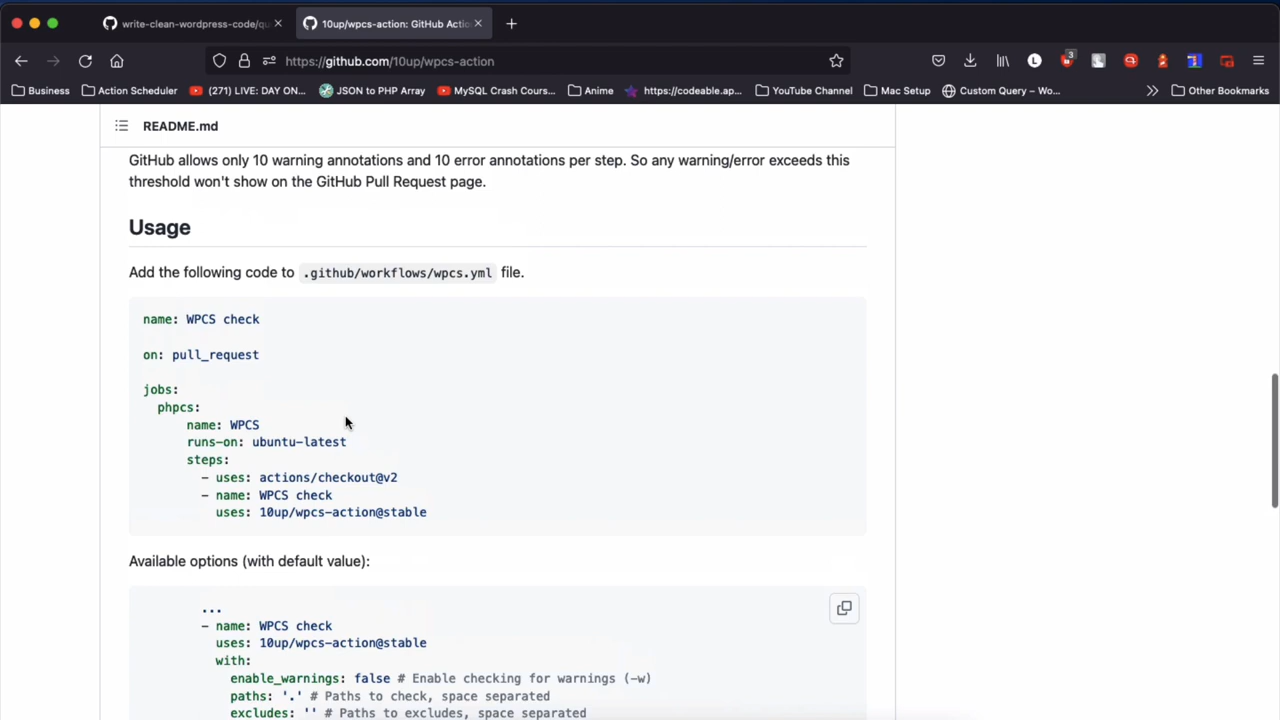 write-clean-wordpress-code/qu
10up/wpcs-action: GitHub Actio
https://github.com/10up/wpcs-action
3
L
Business
Action Scheduler
(271) LIVE: DAY ON...
JSON to PHP Array
MySQL Crash Cours...
Anime
https://codeable.ap...
YouTube Channel
Mac Setup
Custom Query – Wo...
Other Bookmarks
README.md
GitHub allows only 10 warning annotations and 10 error annotations per step. So any warning/error exceeds this
threshold won't show on the GitHub Pull Request page.
Usage
Add the following code to .github/workflows/wpcs.yml file.
name: WPCS check
on: pull_request
jobs:
phpcs:
name: WPCS
runs-on: ubuntu-latest
steps:
- uses: actions/checkout@v2
- name: WPCS check
uses: 10up/wpcs-action@stable
Available options (with default value):
...
- name: WPCS check
uses: 10up/wpcs-action@stable
with:
enable_warnings: false # Enable checking for warnings (-w)
paths: '.' # Paths to check, space separated
excludes: '' # Paths to excludes, space separated